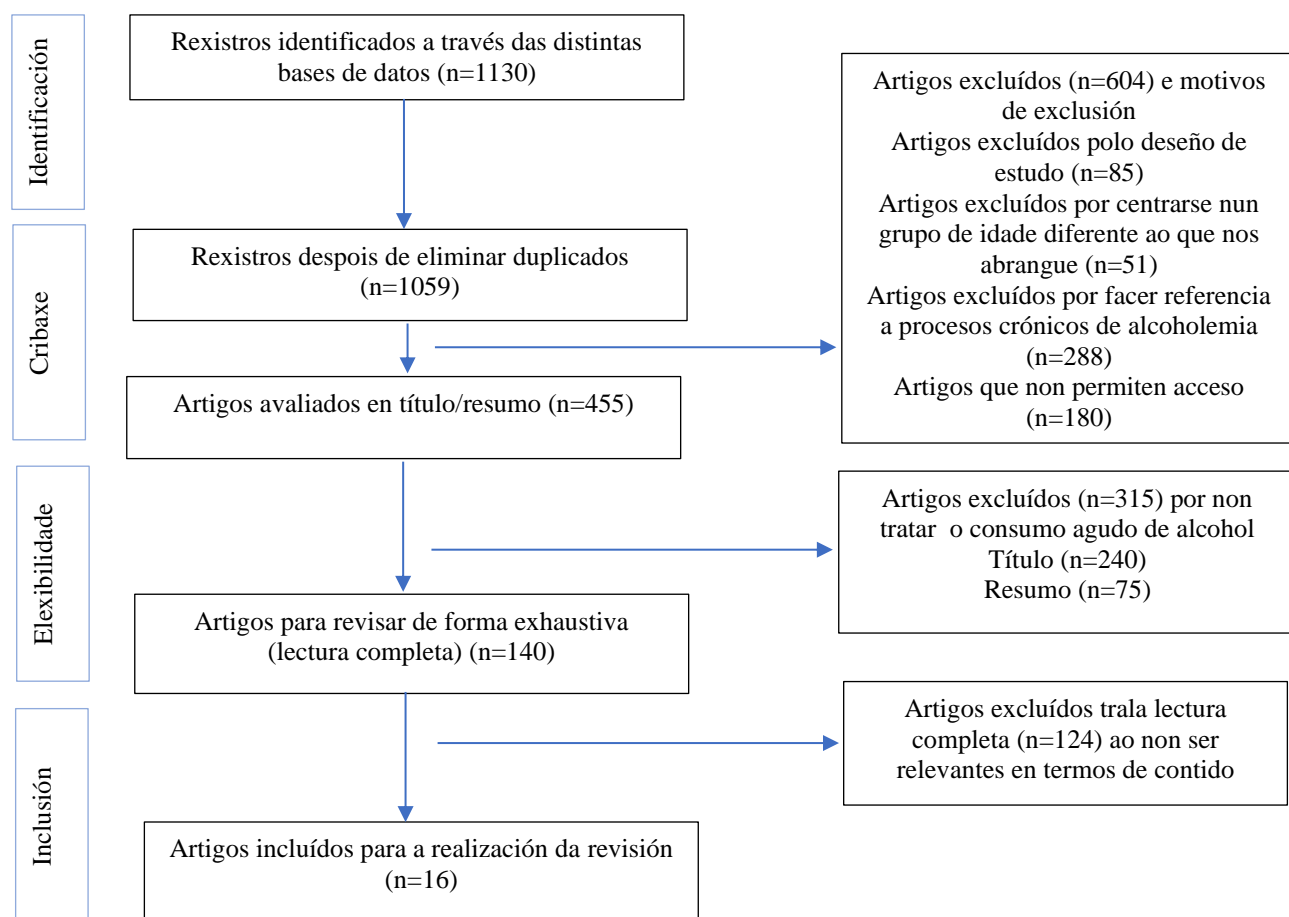 Identificación
Rexistros identificados a través das distintas
bases de datos (n=1130)
Artigos excluídos (n=604) e motivos
de exclusión
Artigos excluídos polo deseño de
estudo (n=85)
Artigos excluídos por centrarse nun
grupo de idade diferente ao que nos
abrangue (n=51)
Artigos excluídos por facer referencia
a procesos crónicos de alcoholemia
(n=288)
Artigos que non permiten acceso
(n=180)
Cribaxe
Rexistros despois de eliminar duplicados
(n=1059)
Artigos avaliados en título/resumo (n=455)
Elexibilidade
Artigos excluídos (n=315) por non
tratar o consumo agudo de alcohol
Título (n=240)
Resumo (n=75)
Artigos para revisar de forma exhaustiva
(lectura completa) (n=140)
Inclusión
Artigos excluídos trala lectura
completa (n=124) ao non ser
relevantes en termos de contido
Artigos incluídos para a realización da revisión
(n=16)